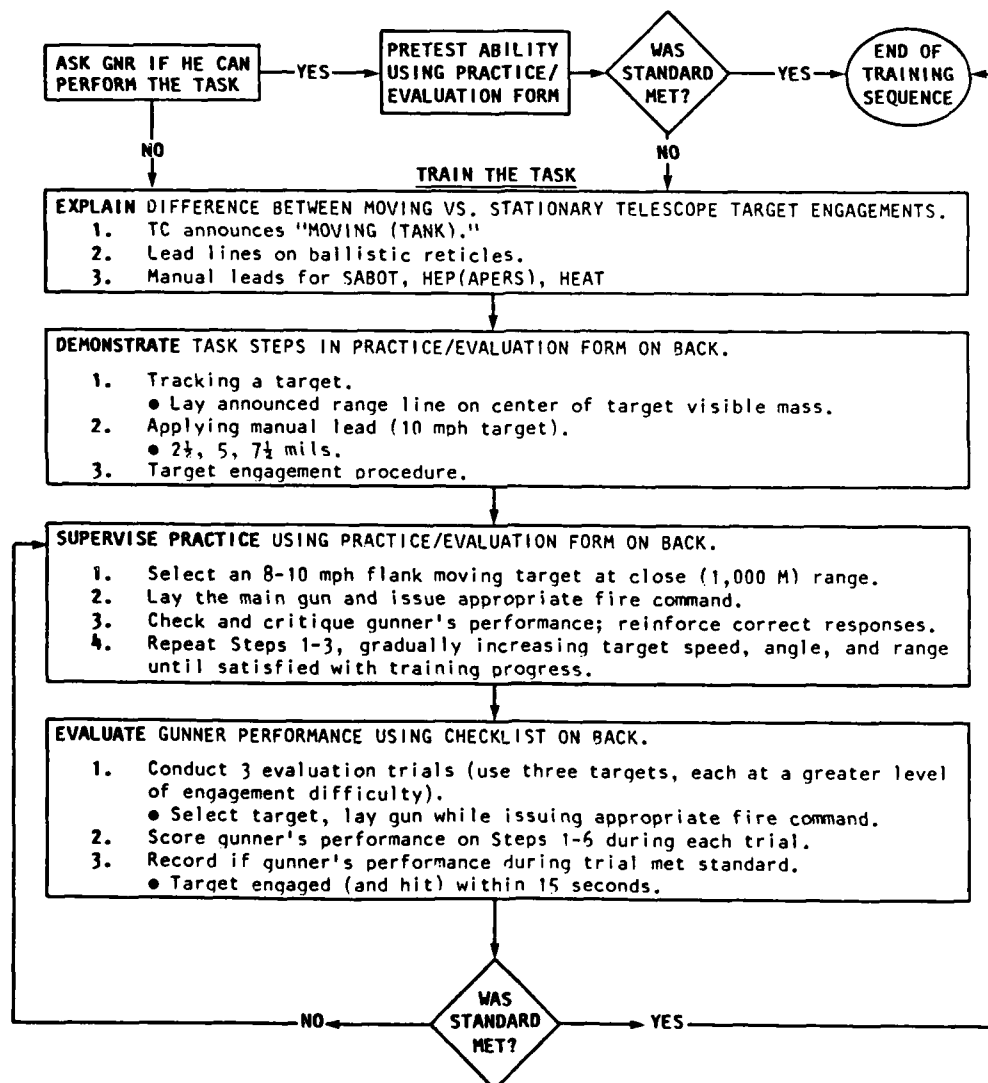 ASK GNR IF HE CAN
PERFORM THE TASK
YES
PRETEST ABILITY
USING PRACTICE/
EVALUATION FORM
WAS
STANDARD
MET?
YES
END OF
TRAINING
SEQUENCE
NO
NO
TRAIN THE TASK
EXPLAIN DIFFERENCE BETWEEN MOVING VS. STATIONARY TELESCOPE TARGET ENGAGEMENTS.
1. TC announces "MOVING (TANK)."
2. Lead lines on ballistic reticles.
3. Manual leads for SABOT, HEP(APERS), HEAT
DEMONSTRATE TASK STEPS IN PRACTICE/EVALUATION FORM ON BACK.
1. Tracking a target.
● Lay announced range line on center of target visible mass.
2. Applying manual lead (10 mph target).
● 2½, 5, 7½ mils.
3. Target engagement procedure.
SUPERVISE PRACTICE USING PRACTICE/EVALUATION FORM ON BACK.
1. Select an 8-10 mph flank moving target at close (1,000 M) range.
2. Lay the main gun and issue appropriate fire command.
3. Check and critique gunner's performance; reinforce correct responses.
4. Repeat Steps 1-3, gradually increasing target speed, angle, and range
until satisfied with training progress.
EVALUATE GUNNER PERFORMANCE USING CHECKLIST ON BACK.
1. Conduct 3 evaluation trials (use three targets, each at a greater level
of engagement difficulty).
● Select target, lay gun while issuing appropriate fire command.
2. Score gunner's performance on Steps 1-6 during each trial.
3. Record if gunner's performance during trial met standard.
● Target engaged (and hit) within 15 seconds.
NO
WAS
STANDARD
MET?
YES